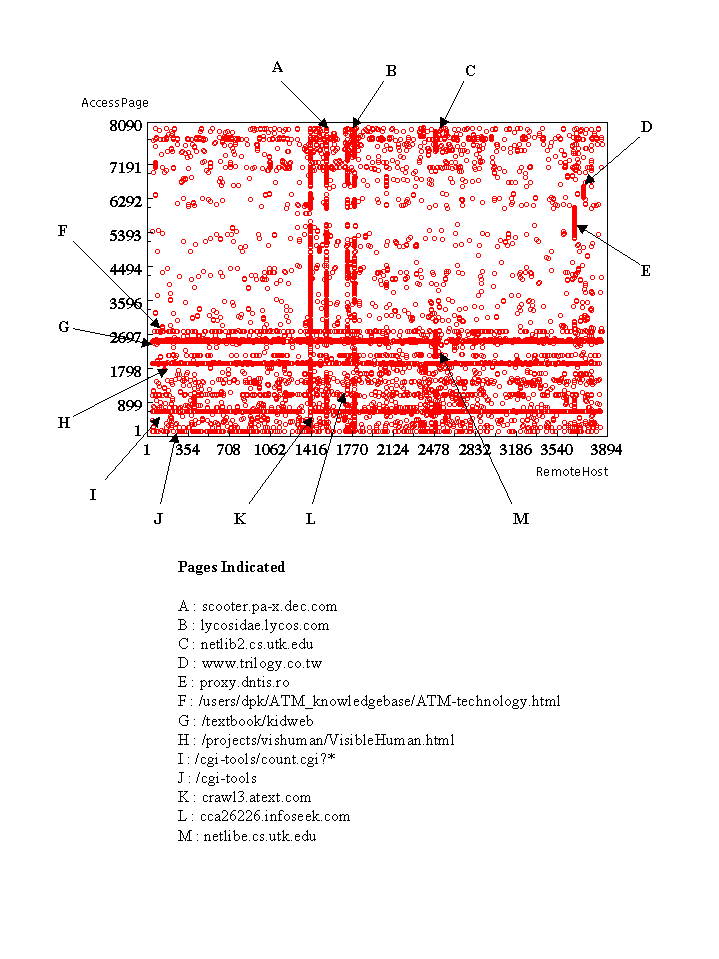 A B C
AccessPage
8090
D
7191
6292
F
5393
E
4494
3596
G
2697
1798
H
899
1
1 354 708 1062 1416 1770 2124 2478 2832 3186 3540 3894
RemoteHost
I
J K L M
Pages Indicated
A : scooter.pa-x.dec.com
B : lycosidae.lycos.com
C : netlib2.cs.utk.edu
D : www.trilogy.co.tw
E : proxy.dntis.ro
F : /users/dpk/ATM_knowledgebase/ATM-technology.html
G : /textbook/kidweb
H : /projects/vishuman/VisibleHuman.html
I : /cgi-tools/count.cgi?*
J : /cgi-tools
K : crawl3.atext.com
L : cca26226.infoseek.com
M : netlibe.cs.utk.edu